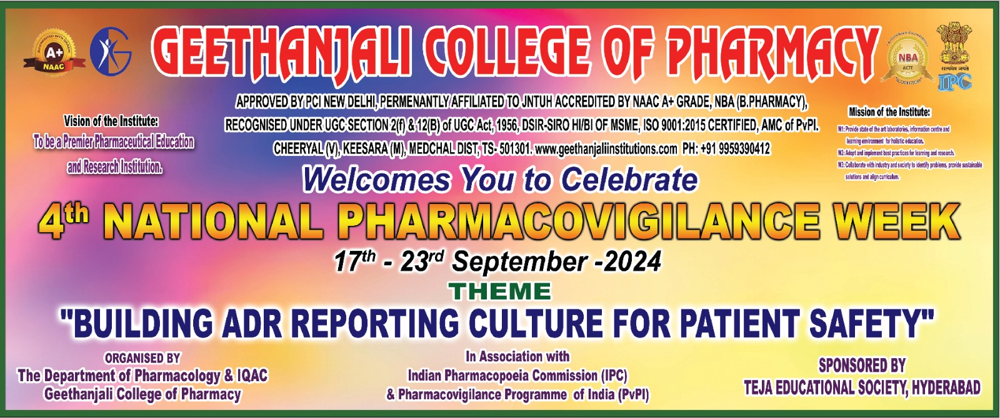 ACCREDITED WITH GRADE
A+
NAAC
GEETHANJALI COLLEGE OF PHARMACY
NBA
AICTE
सत्यमेव जयते
IPC
APPROVED BY PCI NEW DELHI, PERMENANTLY AFFILIATED TO JNTUH ACCREDITED BY NAAC A+ GRADE, NBA (B.PHARMACY),
RECOGNISED UNDER UGC SECTION 2(f) & 12(B) of UGC Act, 1956, DSIR-SIRO HI/BI OF MSME, ISO 9001:2015 CERTIFIED, AMC of PvPI.
CHEERYAL (V), KEESARA (M), MEDCHAL DIST, TS- 501301. www.geethanjaliinstitutions.com PH: +91 9959390412
Vision of the Institute:
To be a Premier Pharmaceutical Education
and Research Institution.
Mission of the Institute:
M1: Provide state of the art laboratories, information centre and
learning environment for holistic education.
M2: Adopt and implement best practices for learning and research.
M3: Collaborate with industry and society to identify problems, provide sustainable
solutions and align curriculum.
Welcomes You to Celebrate
4th NATIONAL PHARMACOVIGILANCE WEEK
17th - 23rd September -2024
THEME
"BUILDING ADR REPORTING CULTURE FOR PATIENT SAFETY"
ORGANISED BY
The Department of Pharmacology & IQAC
Geethanjali College of Pharmacy
In Association with
Indian Pharmacopoeia Commission (IPC)
& Pharmacovigilance Programme of India (PvPI)
SPONSORED BY
TEJA EDUCATIONAL SOCIETY, HYDERABAD